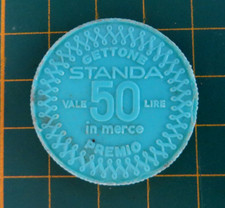 GETTONE
STANDA
VALE 50 LIRE
in merce
PREMIO